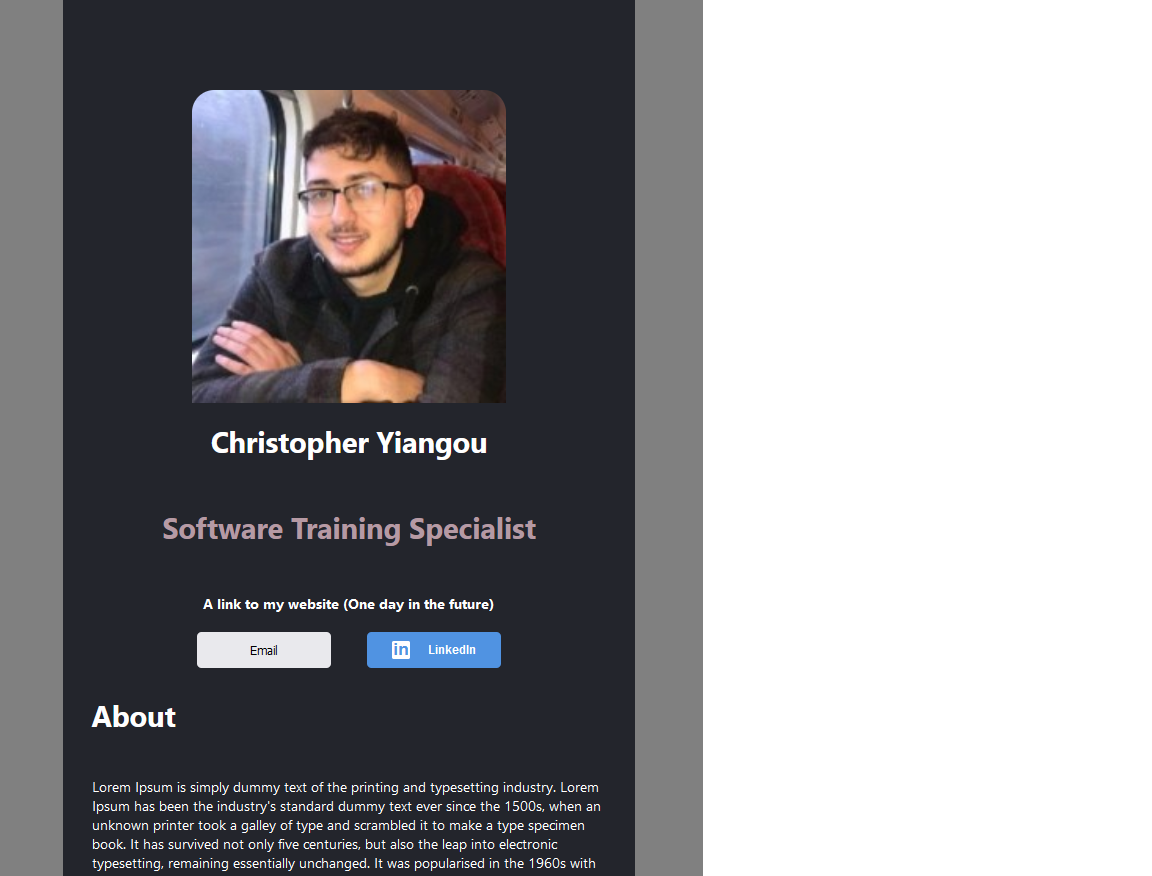 Christopher Yiangou
Software Training Specialist
A link to my website (One day in the future)
Email
in LinkedIn
About
Lorem Ipsum is simply dummy text of the printing and typesetting industry. Lorem
Ipsum has been the industry's standard dummy text ever since the 1500s, when an
unknown printer took a galley of type and scrambled it to make a type specimen
book. It has survived not only five centuries, but also the leap into electronic
typesetting, remaining essentially unchanged. It was popularised in the 1960s with